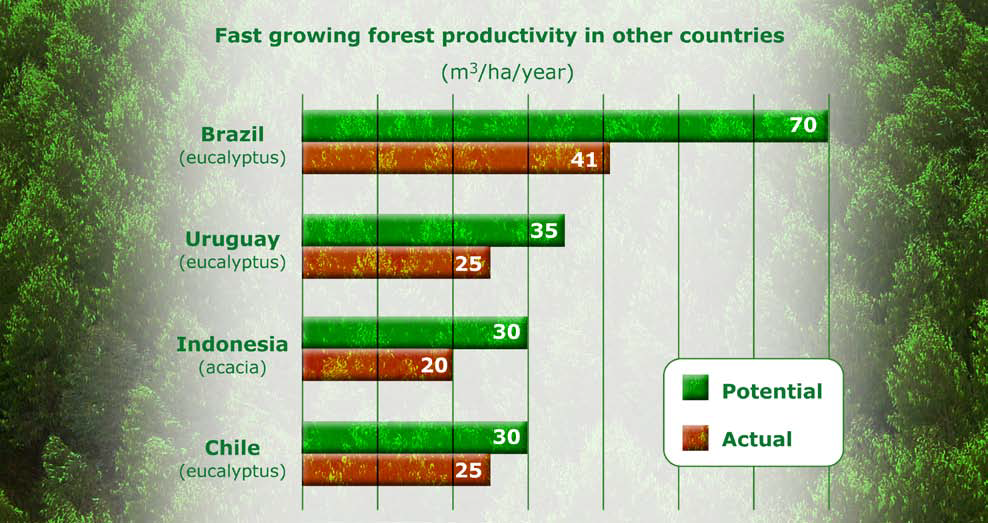 Fast growing forest productivity in other countries
(m³/ha/year)
Brazil
(eucalyptus)
70
41
Uruguay
(eucalyptus)
35
25
Indonesia
(acacia)
30
20
Chile
(eucalyptus)
30
25
Potential
Actual